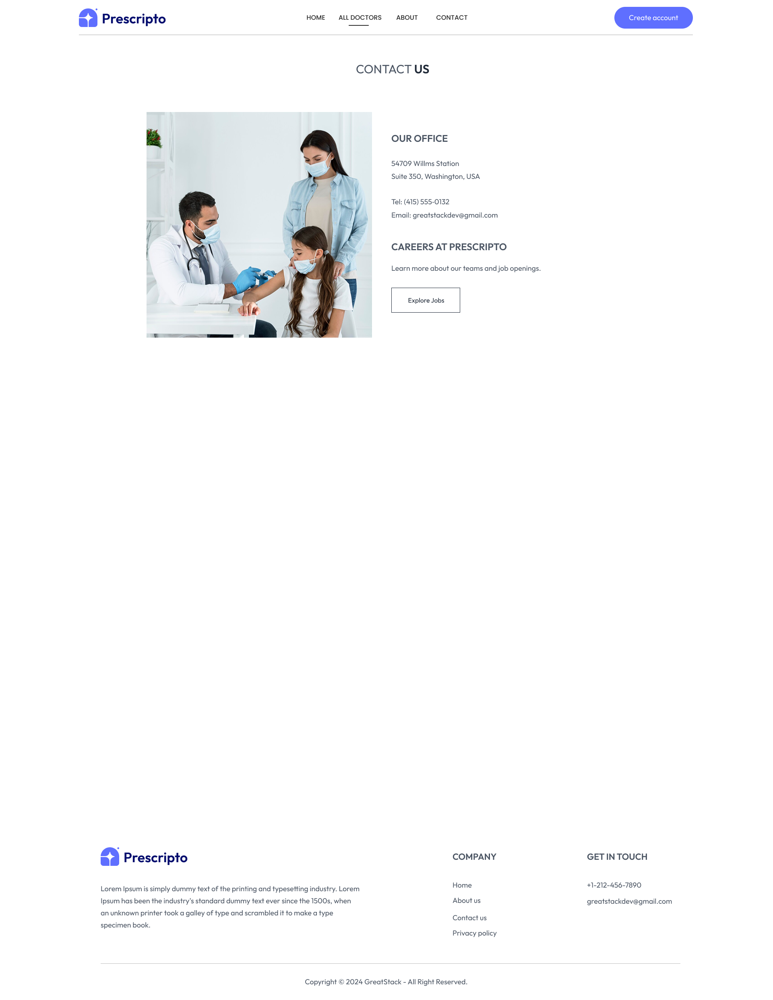 Prescripto
HOME ALL DOCTORS ABOUT CONTACT
Create account
CONTACT US
OUR OFFICE
54709 Willms Station
Suite 350, Washington, USA
Tel: (415) 555-0132
Email: greatstackdev@gmail.com
CAREERS AT PRESCRIPTO
Learn more about our teams and job openings.
Explore Jobs
Prescripto
Lorem Ipsum is simply dummy text of the printing and typesetting industry. Lorem
Ipsum has been the industry's standard dummy text ever since the 1500s, when
an unknown printer took a galley of type and scrambled it to make a type
specimen book.
COMPANY
Home
About us
Contact us
Privacy policy
GET IN TOUCH
+1-212-456-7890
greatstackdev@gmail.com
Copyright © 2024 GreatStack - All Right Reserved.